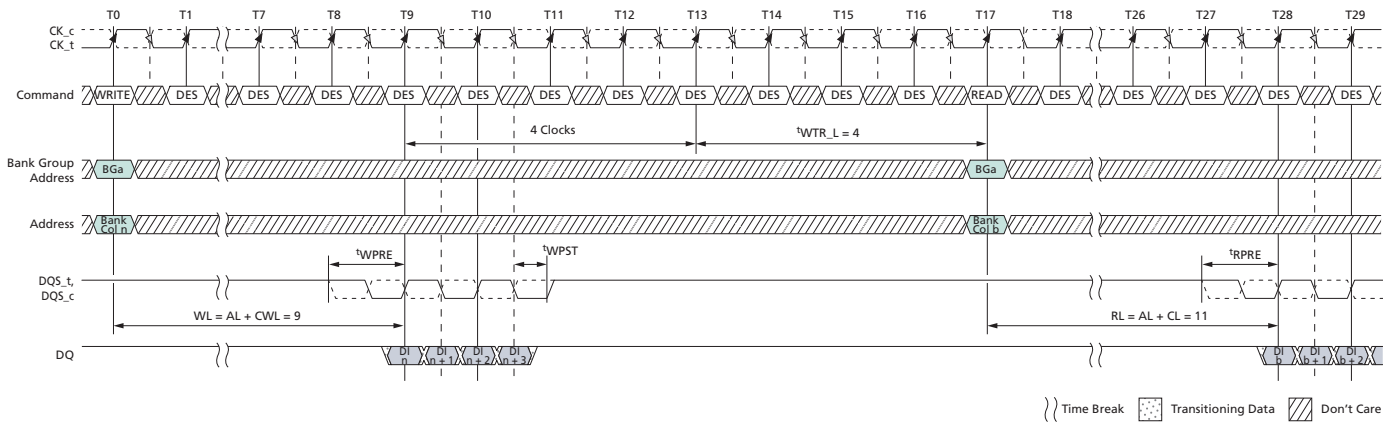 T0 T1 T7 T8 T9 T10 T11 T12 T13 T14 T15 T16 T17 T18 T26 T27 T28 T29
CK_c
CK_t
Command WRITE DES DES DES DES DES DES DES DES DES DES DES READ DES DES DES DES DES
4 Clocks tWTR_L = 4
Bank Group
Address BGa BGa
Address Bank
Col n Bank
Col b
tWPRE tWPST tRPRE
DQS_t,
DQS_c
WL = AL + CWL = 9 RL = AL + CL = 11
DQ DI
n DI
n + 1 DI
n + 2 DI
n + 3 DI
b DI
b + 1 DI
b + 2
Time Break Transitioning Data Don't Care